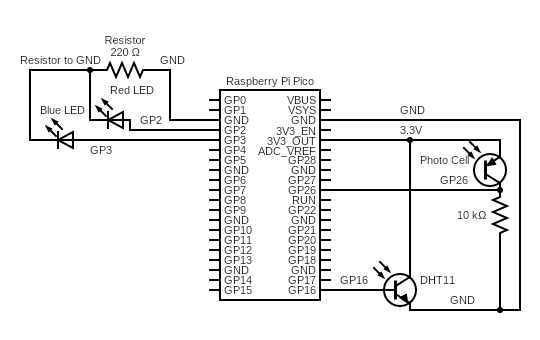 Resistor
220 Ω
Resistor to GND
GND
Red LED
Blue LED
GP2
GP3
Raspberry Pi Pico
GP0
GP1
GND
GP2
GP3
GP4
GP5
GND
GP6
GP7
GP8
GP9
GND
GP10
GP11
GP12
GP13
GND
GP14
GP15
VBUS
VSYS
GND
3V3_EN
3V3_OUT
ADC_VREF
GP28
GND
GP27
GP26
RUN
GP22
GND
GP21
GP20
GP19
GP18
GND
GP17
GP16
GND
3.3V
Photo Cell
GP26
10 kΩ
GP16
DHT11
GND